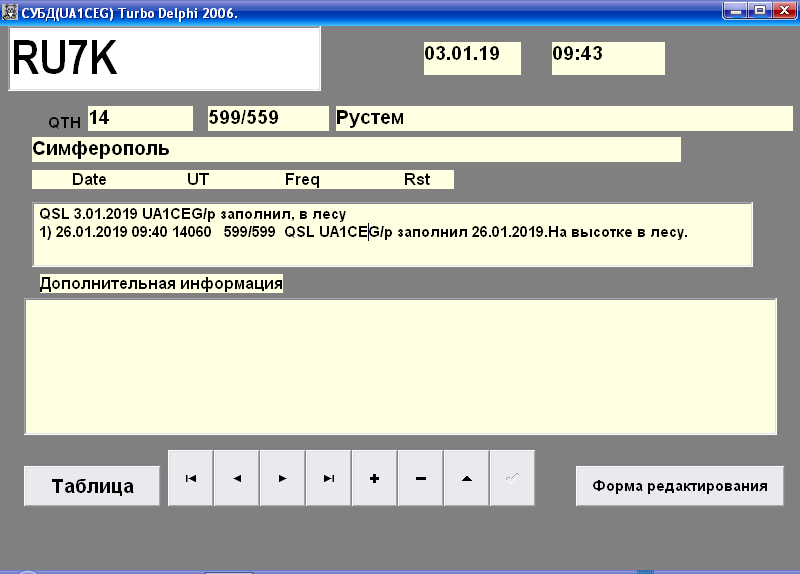 СУБД(UA1CEG) Turbo Delphi 2006.
RU7K 03.01.19 09:43
QTH 14 599/559 Рустем
Симферополь
Date UT Freq Rst
QSL 3.01.2019 UA1CEG/p заполнил, в лесу
1) 26.01.2019 09:40 14060 599/599 QSL UA1CEG/p заполнил 26.01.2019.На высотке в лесу.
Дополнительная информация
Таблица Форма редактирования